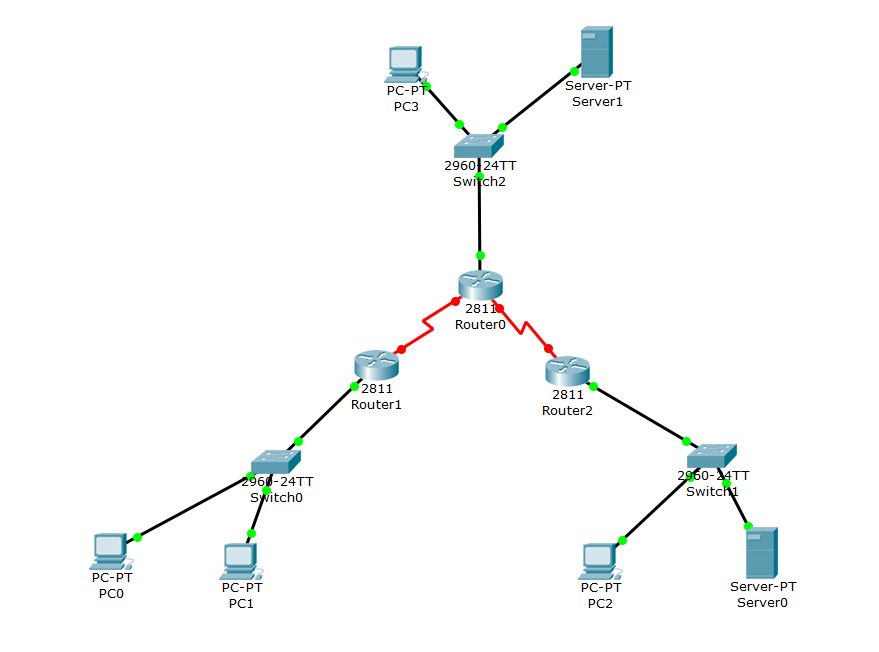 PC-PT
PC3
Server-PT
Server1
2960-24TT
Switch2
2811
Router0
2811
Router1
2811
Router2
2960-24TT
Switch0
2960-24TT
Switch1
PC-PT
PC0
PC-PT
PC1
PC-PT
PC2
Server-PT
Server0